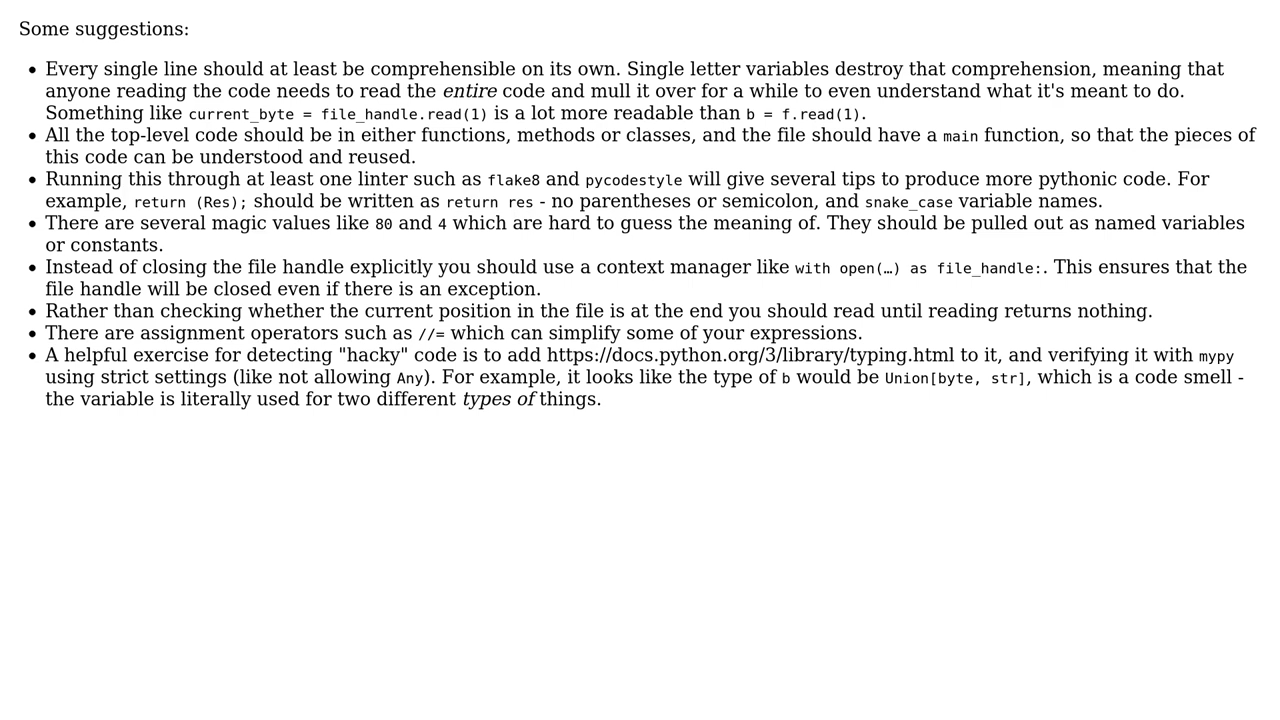 Some suggestions:
• Every single line should at least be comprehensible on its own. Single letter variables destroy that comprehension, meaning that
anyone reading the code needs to read the entire code and mull it over for a while to even understand what it's meant to do.
Something like current_byte = file_handle.read(1) is a lot more readable than b = f.read(1).
• All the top-level code should be in either functions, methods or classes, and the file should have a main function, so that the pieces of
this code can be understood and reused.
• Running this through at least one linter such as flake8 and pycodestyle will give several tips to produce more pythonic code. For
example, return (Res); should be written as return res - no parentheses or semicolon, and snake_case variable names.
• There are several magic values like 80 and 4 which are hard to guess the meaning of. They should be pulled out as named variables
or constants.
• Instead of closing the file handle explicitly you should use a context manager like with open(…) as file_handle:. This ensures that the
file handle will be closed even if there is an exception.
• Rather than checking whether the current position in the file is at the end you should read until reading returns nothing.
• There are assignment operators such as //= which can simplify some of your expressions.
• A helpful exercise for detecting "hacky" code is to add https://docs.python.org/3/library/typing.html to it, and verifying it with mypy
using strict settings (like not allowing Any). For example, it looks like the type of b would be Union[byte, str], which is a code smell -
the variable is literally used for two different types of things.